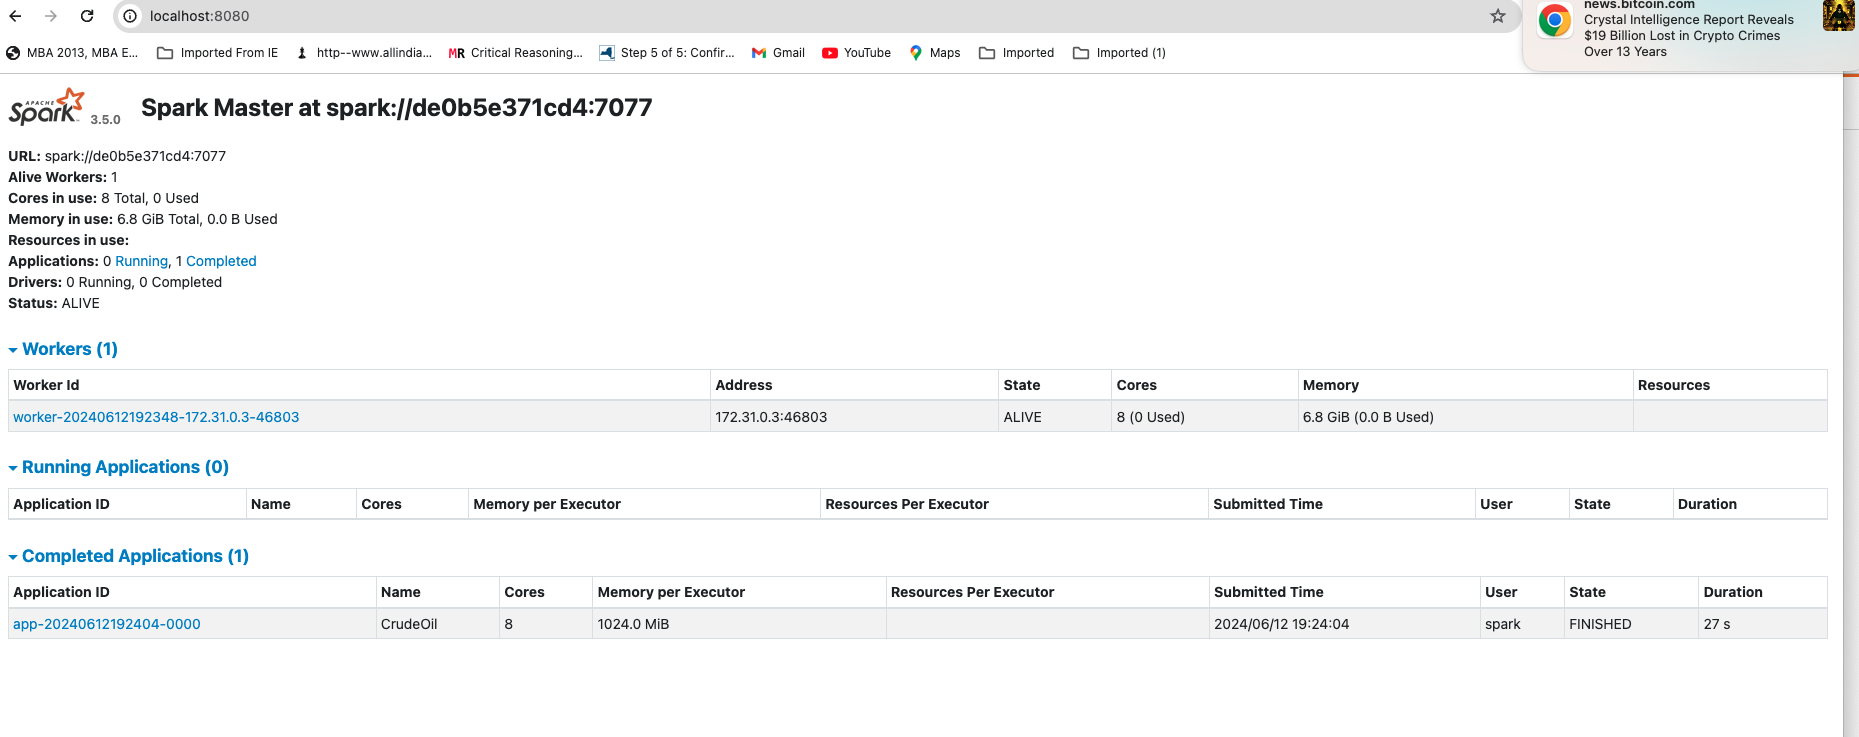 localhost:8080
news.bitcoin.com
Crystal Intelligence Report Reveals
$19 Billion Lost in Crypto Crimes
Over 13 Years
MBA 2013, MBA E... Imported From IE http--www.allindia... MR Critical Reasoning... Step 5 of 5: Confir... Gmail YouTube Maps Imported Imported (1)
APACHE
Spark 3.5.0 Spark Master at spark://de0b5e371cd4:7077
URL: spark://de0b5e371cd4:7077
Alive Workers: 1
Cores in use: 8 Total, 0 Used
Memory in use: 6.8 GiB Total, 0.0 B Used
Resources in use:
Applications: 0 Running, 1 Completed
Drivers: 0 Running, 0 Completed
Status: ALIVE
Workers (1)
Worker Id Address State Cores Memory Resources
worker-20240612192348-172.31.0.3-46803 172.31.0.3:46803 ALIVE 8 (0 Used) 6.8 GiB (0.0 B Used)
Running Applications (0)
Application ID Name Cores Memory per Executor Resources Per Executor Submitted Time User State Duration
Completed Applications (1)
Application ID Name Cores Memory per Executor Resources Per Executor Submitted Time User State Duration
app-20240612192404-0000 CrudeOil 8 1024.0 MiB 2024/06/12 19:24:04 spark FINISHED 27 s